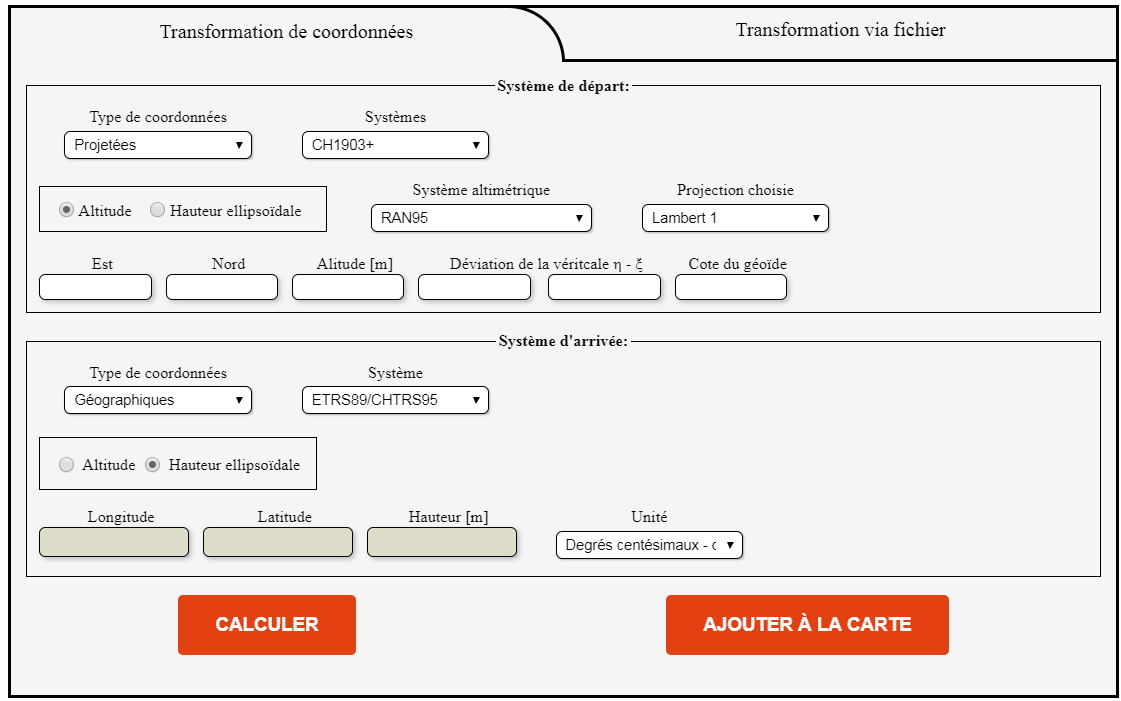 Transformation de coordonnées
Transformation via fichier
Système de départ:
Type de coordonnées
Systèmes
Projetées
CH1903+
Altitude
Hauteur ellipsoïdale
Système altimétrique
Projection choisie
RAN95
Lambert 1
Est
Nord
Alitude [m]
Déviation de la véritcale η - ξ
Cote du géoïde
Système d'arrivée:
Type de coordonnées
Système
Géographiques
ETRS89/CHTRS95
Altitude
Hauteur ellipsoïdale
Longitude
Latitude
Hauteur [m]
Unité
Degrés centésimaux -
CALCULER
AJOUTER À LA CARTE